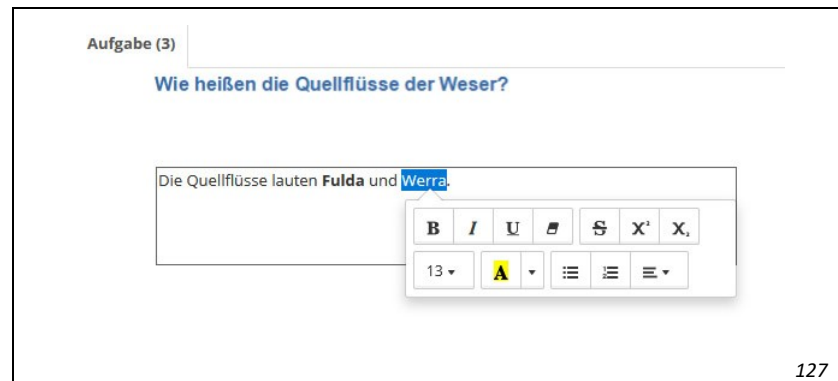 Aufgabe (3)
Wie heißen die Quellflüsse der Weser?
Die Quellflüsse lauten Fulda und Werra.
B I U S X² X₂
13 A
127